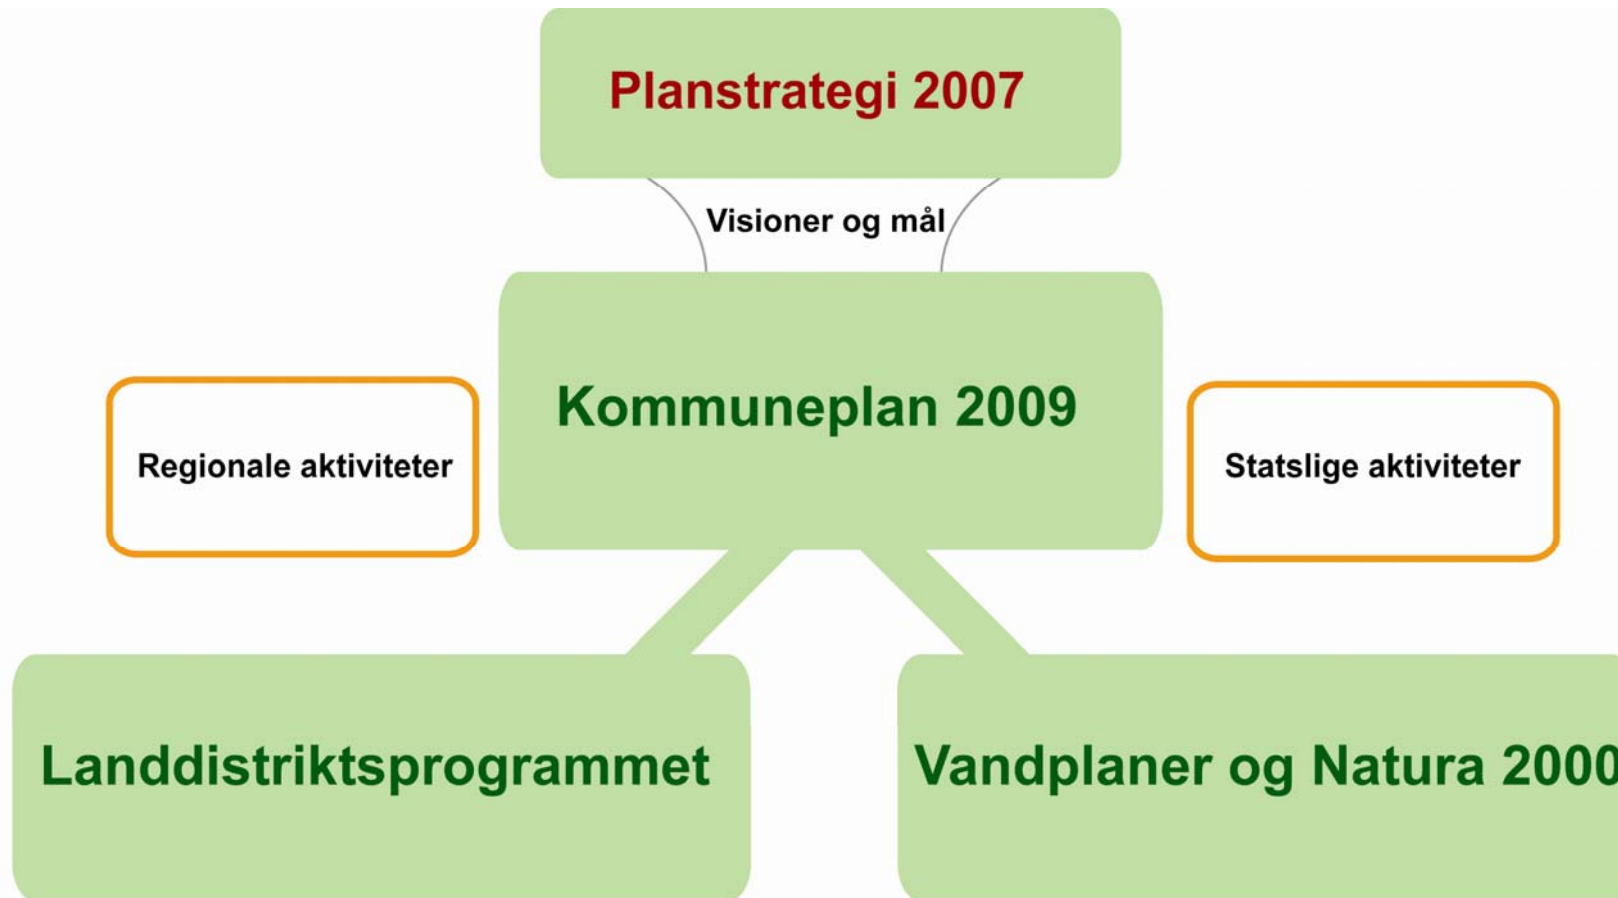 Planstrategi 2007
Visioner og mål
Kommuneplan 2009
Regionale aktiviteter
Statslige aktiviteter
Landdistriktsprogrammet
Vandplaner og Natura 2000